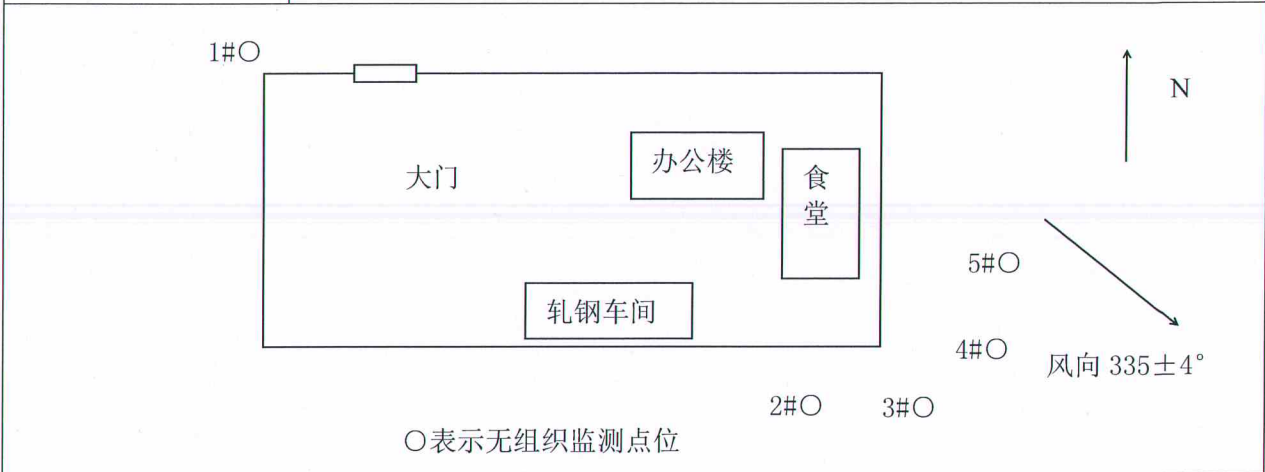 1#○
N
大门
办公楼
食
堂
5#○
轧钢车间
4#○
风向 335±4°
2#○
3#○
○表示无组织监测点位